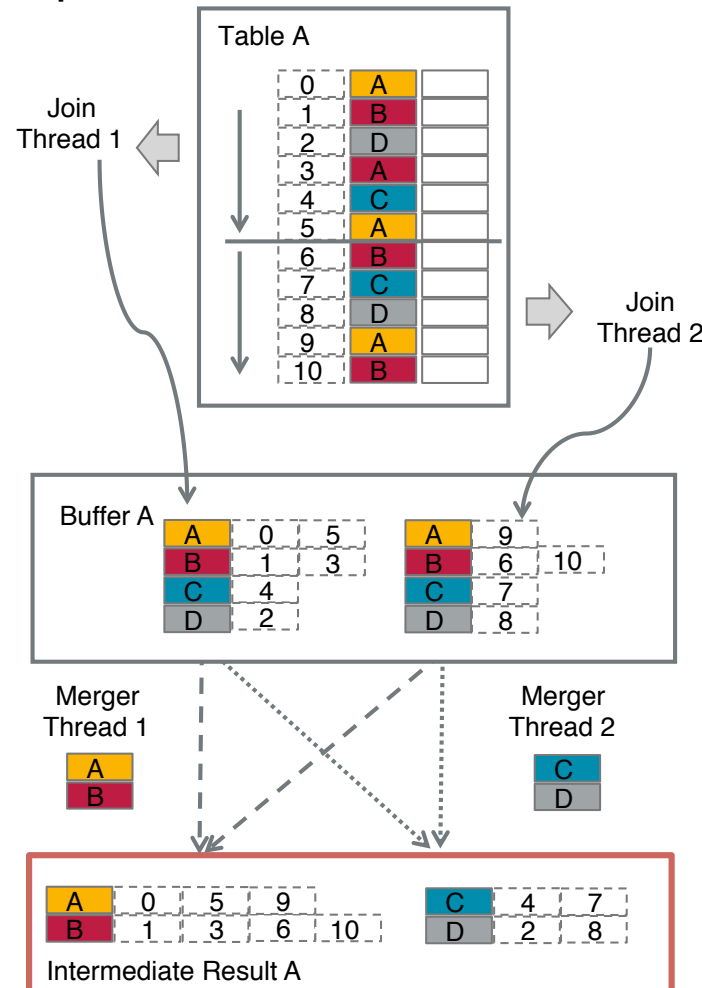 Table A
0 A
1 B
2 D
3 A
4 C
5 A
6 B
7 C
8 D
9 A
10 B
Join
Thread 1
Join
Thread 2
Buffer A
A 0 5
B 1 3
C 4
D 2
A 9
B 6 10
C 7
D 8
Merger
Thread 1
A
B
Merger
Thread 2
C
D
A 0 5 9
B 1 3 6 10
C 4 7
D 2 8
Intermediate Result A